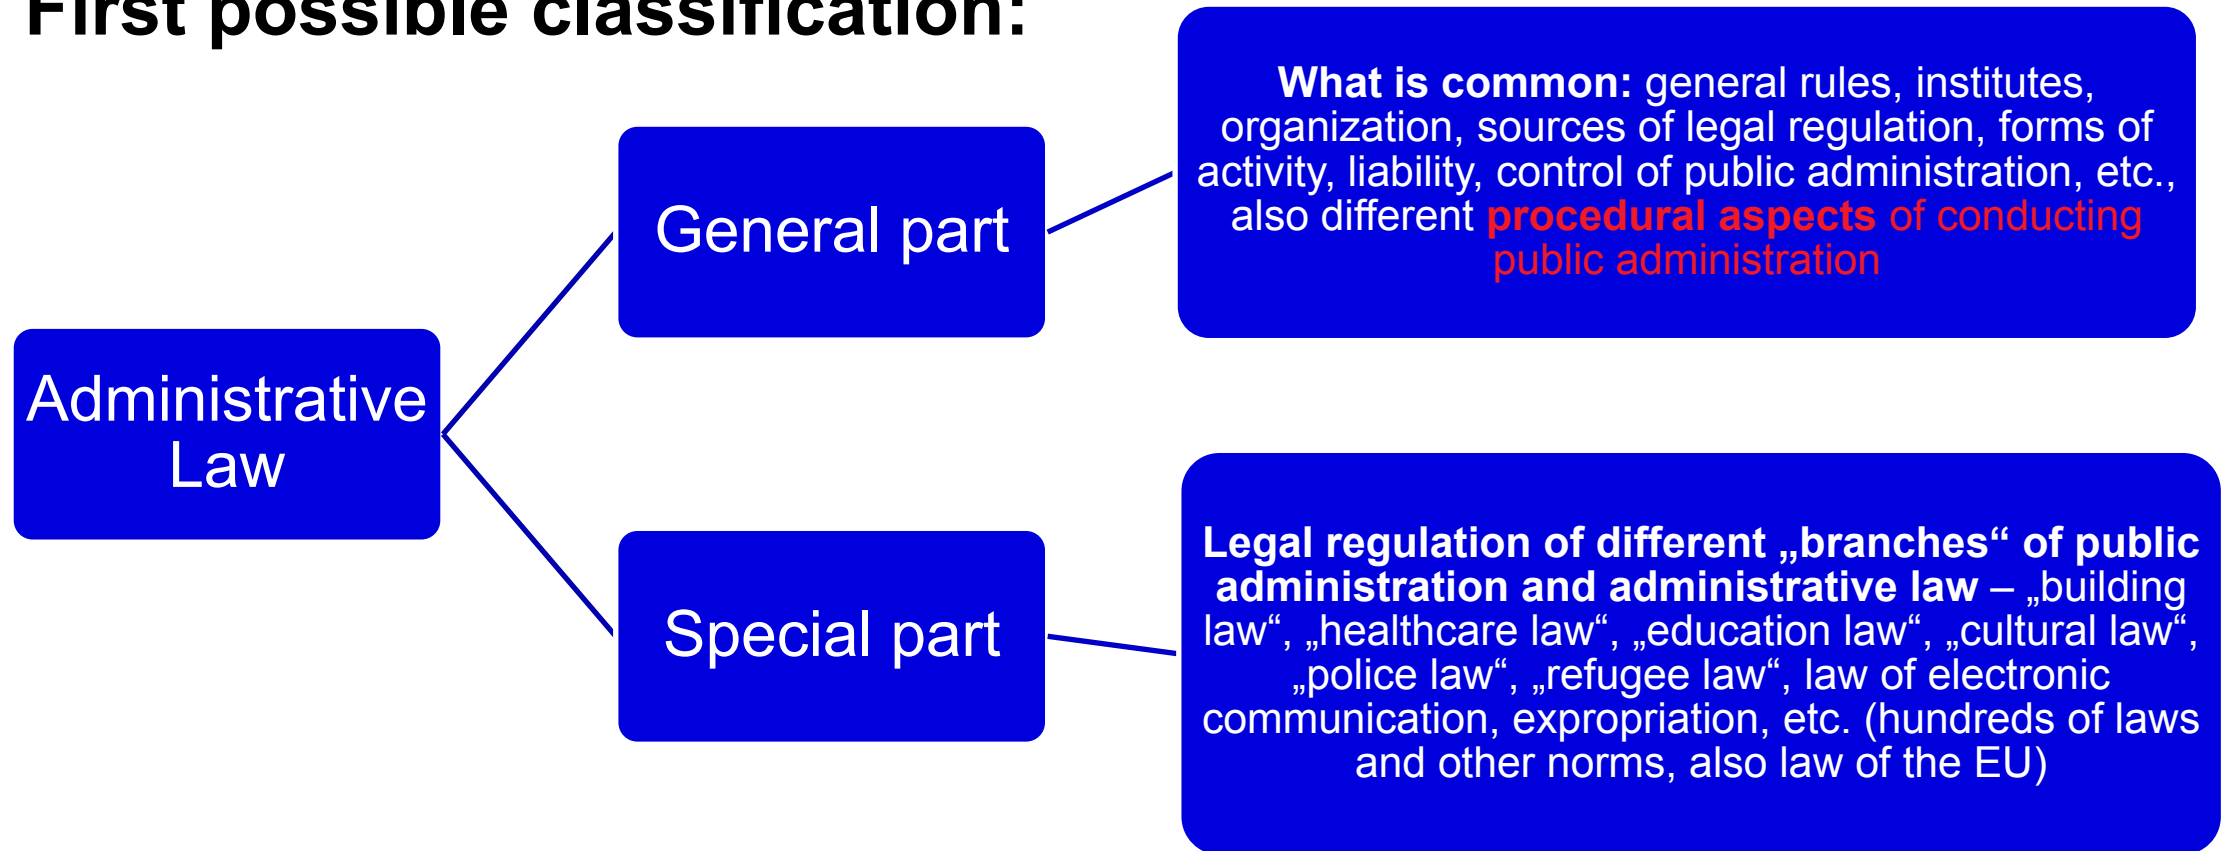 First possible classification:
What is common: general rules, institutes,
organization, sources of legal regulation, forms of
activity, liability, control of public administration, etc.,
also different procedural aspects of conducting
public administration
General part
Administrative
Law
Special part
Legal regulation of different „branches“ of public
administration and administrative law – „building
law“, „healthcare law“, „education law“, „cultural law“,
„police law“, „refugee law“, law of electronic
communication, expropriation, etc. (hundreds of laws
and other norms, also law of the EU)